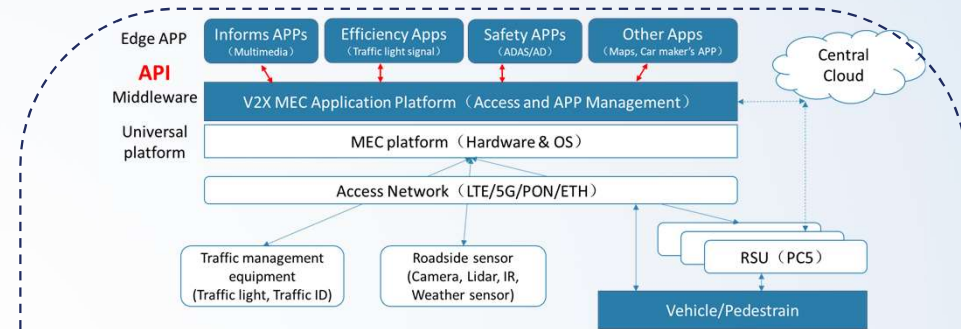 Edge APP
Informs APPs
（Multimedia）
Efficiency Apps
（Traffic light signal）
Safety APPs
（ADAS/AD）
Other Apps
（Maps, Car maker's APP）
Central
Cloud
API
Middleware
V2X MEC Application Platform（Access and APP Management）
Universal
platform
MEC platform（Hardware & OS）
Access Network（LTE/5G/PON/ETH）
Traffic management
equipment
(Traffic light, Traffic ID)
Roadside sensor
(Camera, Lidar, IR,
Weather sensor)
RSU（PC5）
Vehicle/Pedestrain